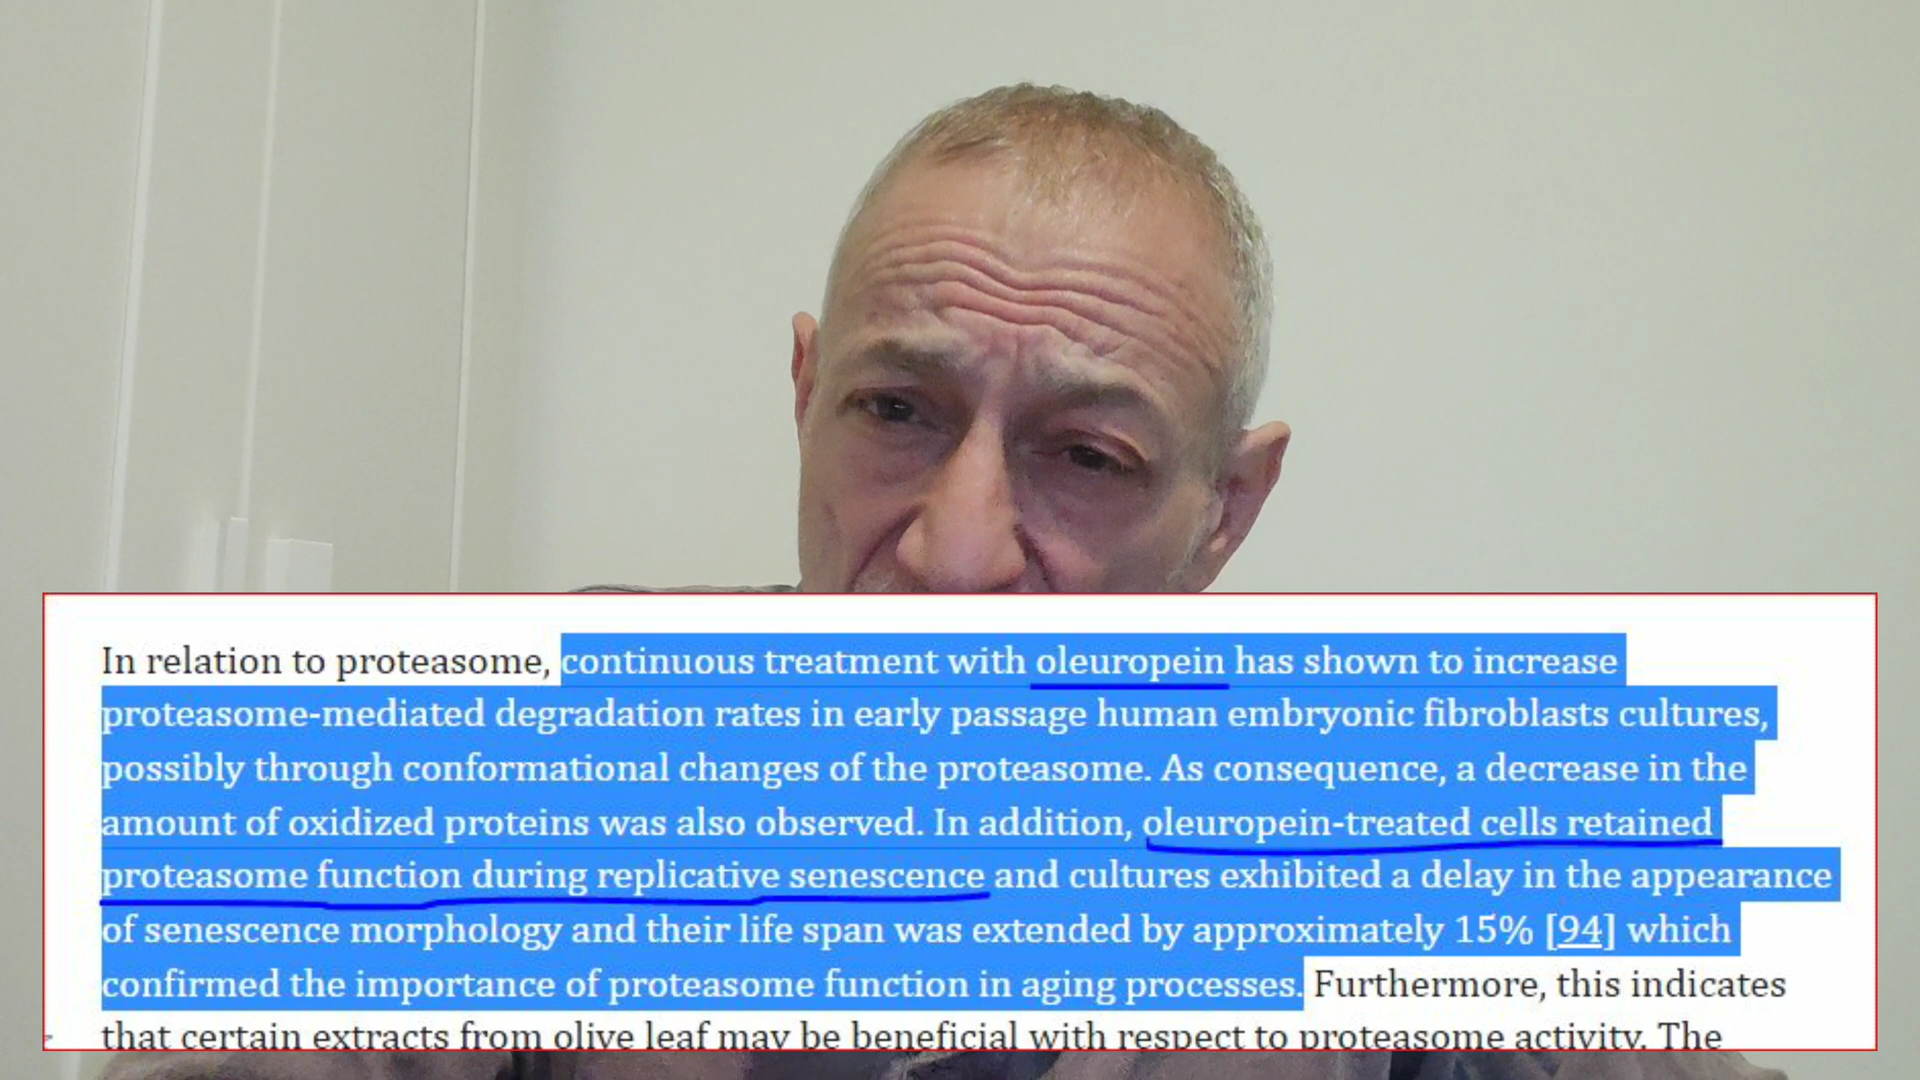 In relation to proteasome, continuous treatment with oleuropein has shown to increase
proteasome-mediated degradation rates in early passage human embryonic fibroblasts cultures,
possibly through conformational changes of the proteasome. As consequence, a decrease in the
amount of oxidized proteins was also observed. In addition, oleuropein-treated cells retained
proteasome function during replicative senescence and cultures exhibited a delay in the appearance
of senescence morphology and their life span was extended by approximately 15% [94] which
confirmed the importance of proteasome function in aging processes. Furthermore, this indicates
that certain extracts from olive leaf may be beneficial with respect to proteasome activity. The